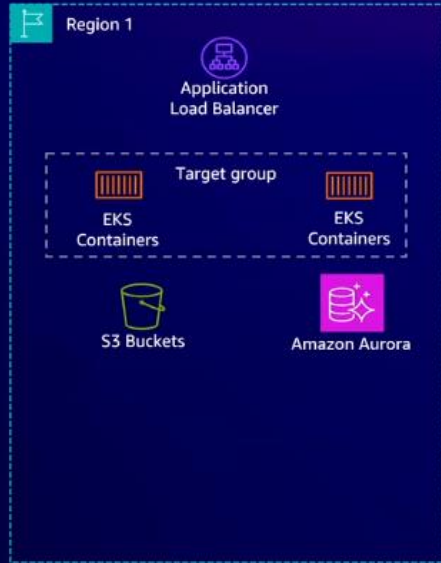 Region 1
Application
Load Balancer
Target group
EKS
Containers
EKS
Containers
S3 Buckets
Amazon Aurora